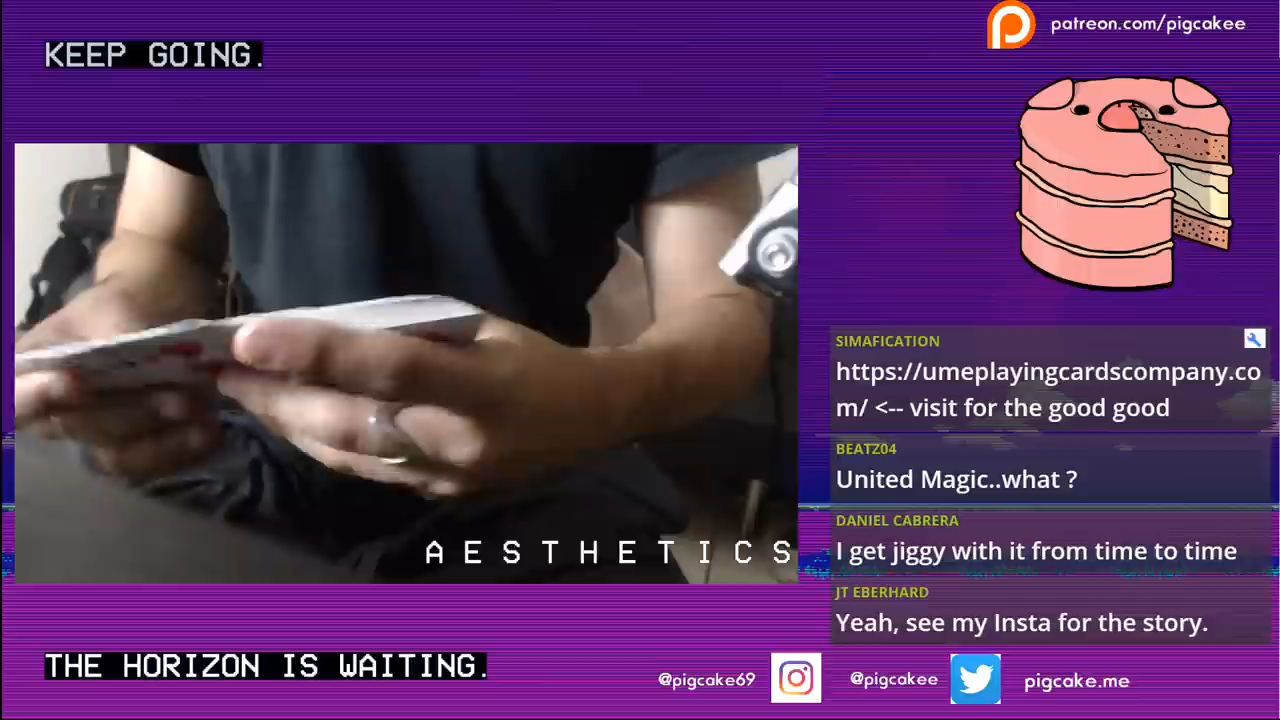 patreon.com/pigcakee
KEEP GOING.
SIMAFICATION
https://umeplayingcardscompany.co
m/ <-- visit for the good good
BEATZ04
United Magic..what ?
DANIEL CABRERA
I get jiggy with it from time to time
AESTHETICS
JT EBERHARD
Yeah, see my Insta for the story.
THE HORIZON IS WAITING.
@pigcake69
@pigcakee
pigcake.me